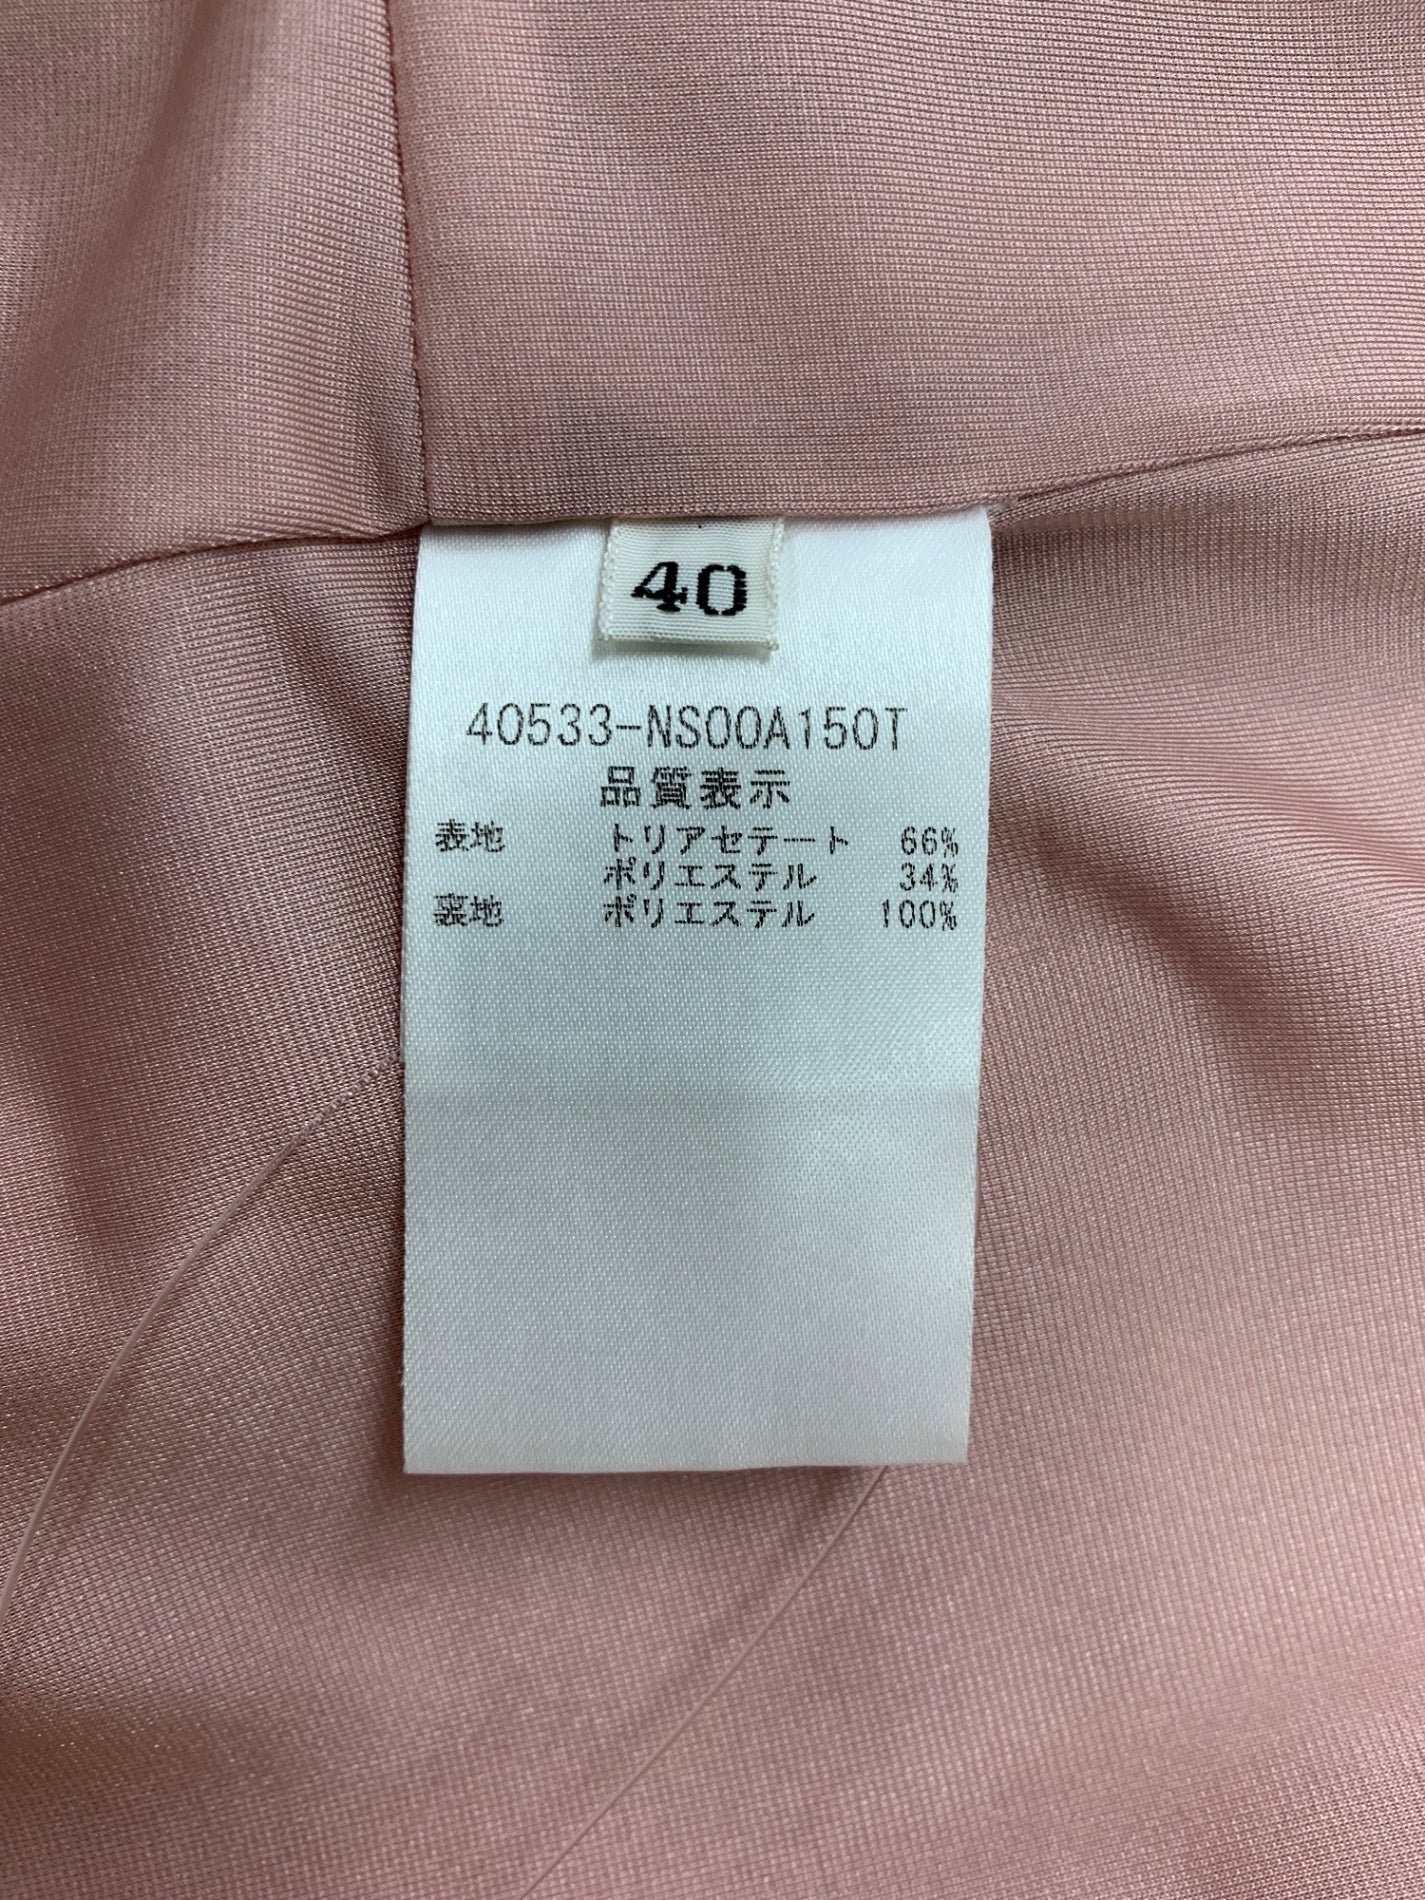 40
40533-NS00A150T
品質表示
表地 トリアセテート 66%
ポリエステル 34%
裏地 ポリエステル 100%